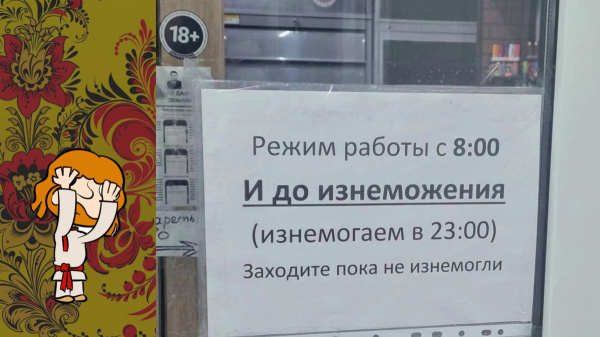 18+
Режим работы с 8:00
И до изнеможения
(изнемогаем в 23:00)
Заходите пока не изнемогли